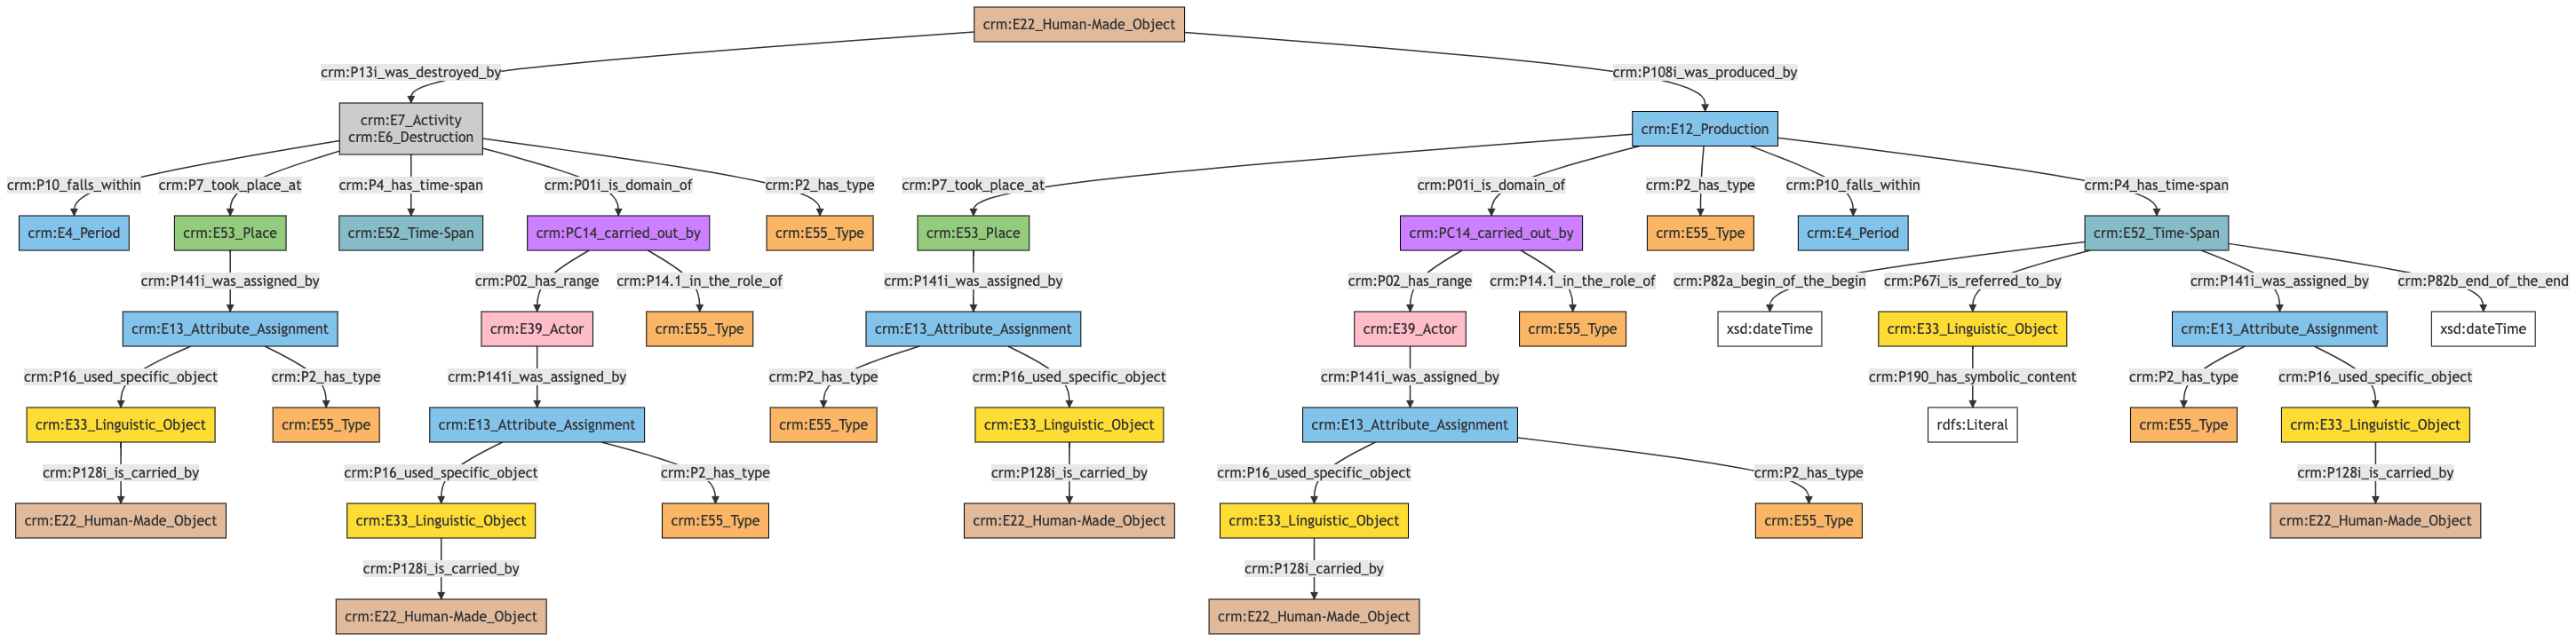 crm:E22_Human-Made_Object
crm:P13i_was_destroyed_by
crm:P108i_was_produced_by
crm:E7_Activity
crm:E6_Destruction
crm:E12_Production
crm:P10_falls_within
crm:P7_took_place_at
crm:P4_has_time-span
crm:P01i_is_domain_of
crm:P2_has_type
crm:P7_took_place_at
crm:P01i_is_domain_of
crm:P2_has_type
crm:P10_falls_within
crm:P4_has_time-span
crm:E4_Period
crm:E53_Place
crm:E52_Time-Span
crm:PC14_carried_out_by
crm:E55_Type
crm:E53_Place
crm:PC14_carried_out_by
crm:E55_Type
crm:E4_Period
crm:E52_Time-Span
crm:P141i_was_assigned_by
crm:P02_has_range
crm:P14.1_in_the_role_of
crm:P141i_was_assigned_by
crm:P02_has_range
crm:P14.1_in_the_role_of
crm:P82a_begin_of_the_begin
crm:P67i_is_referred_to_by
crm:P141i_was_assigned_by
crm:P82b_end_of_the_end
crm:E13_Attribute_Assignment
crm:E39_Actor
crm:E55_Type
crm:E13_Attribute_Assignment
crm:E39_Actor
crm:E55_Type
xsd:dateTime
crm:E33_Linguistic_Object
crm:E13_Attribute_Assignment
xsd:dateTime
crm:P16_used_specific_object
crm:P2_has_type
crm:P141i_was_assigned_by
crm:P2_has_type
crm:P16_used_specific_object
crm:P141i_was_assigned_by
crm:P190_has_symbolic_content
crm:P2_has_type
crm:P16_used_specific_object
crm:E33_Linguistic_Object
crm:E55_Type
crm:E13_Attribute_Assignment
crm:E55_Type
crm:E33_Linguistic_Object
crm:E13_Attribute_Assignment
rdfs:Literal
crm:E55_Type
crm:E33_Linguistic_Object
crm:P128i_is_carried_by
crm:P16_used_specific_object
crm:P2_has_type
crm:P128i_is_carried_by
crm:P16_used_specific_object
crm:P2_has_type
crm:P128i_is_carried_by
crm:E22_Human-Made_Object
crm:E33_Linguistic_Object
crm:E55_Type
crm:E22_Human-Made_Object
crm:E33_Linguistic_Object
crm:E55_Type
crm:E22_Human-Made_Object
crm:P128i_is_carried_by
crm:P128i_is_carried_by
crm:E22_Human-Made_Object
crm:E22_Human-Made_Object